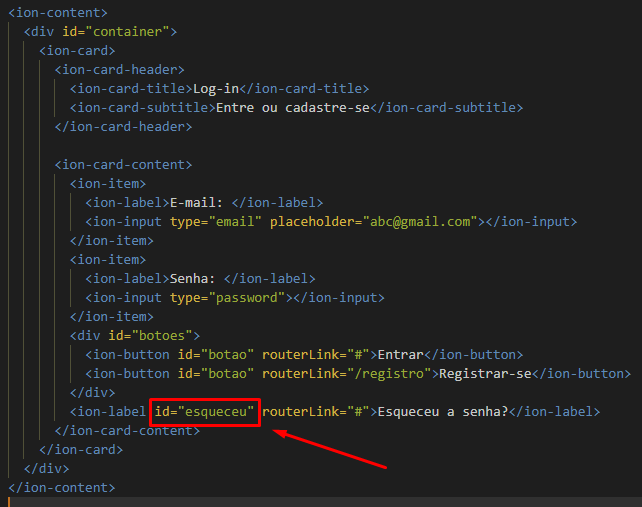 <ion-content>
<div id="container">
<ion-card>
<ion-card-header>
<ion-card-title>Log-in</ion-card-title>
<ion-card-subtitle>Entre ou cadastre-se</ion-card-subtitle>
</ion-card-header>
<ion-card-content>
<ion-item>
<ion-label>E-mail: </ion-label>
<ion-input type="email" placeholder="abc@gmail.com"></ion-input>
</ion-item>
<ion-item>
<ion-label>Senha: </ion-label>
<ion-input type="password"></ion-input>
</ion-item>
<div id="botoes">
<ion-button id="botao" routerLink="#">Entrar</ion-button>
<ion-button id="botao" routerLink="/registro">Registrar-se</ion-button>
</div>
<ion-label id="esqueceu" routerLink="#">Esqueceu a senha?</ion-label>
</ion-card-content>
</ion-card>
</div>
</ion-content>